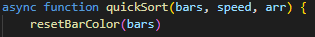 async function quickSort(bars, speed, arr) {
    resetBarColor(bars)